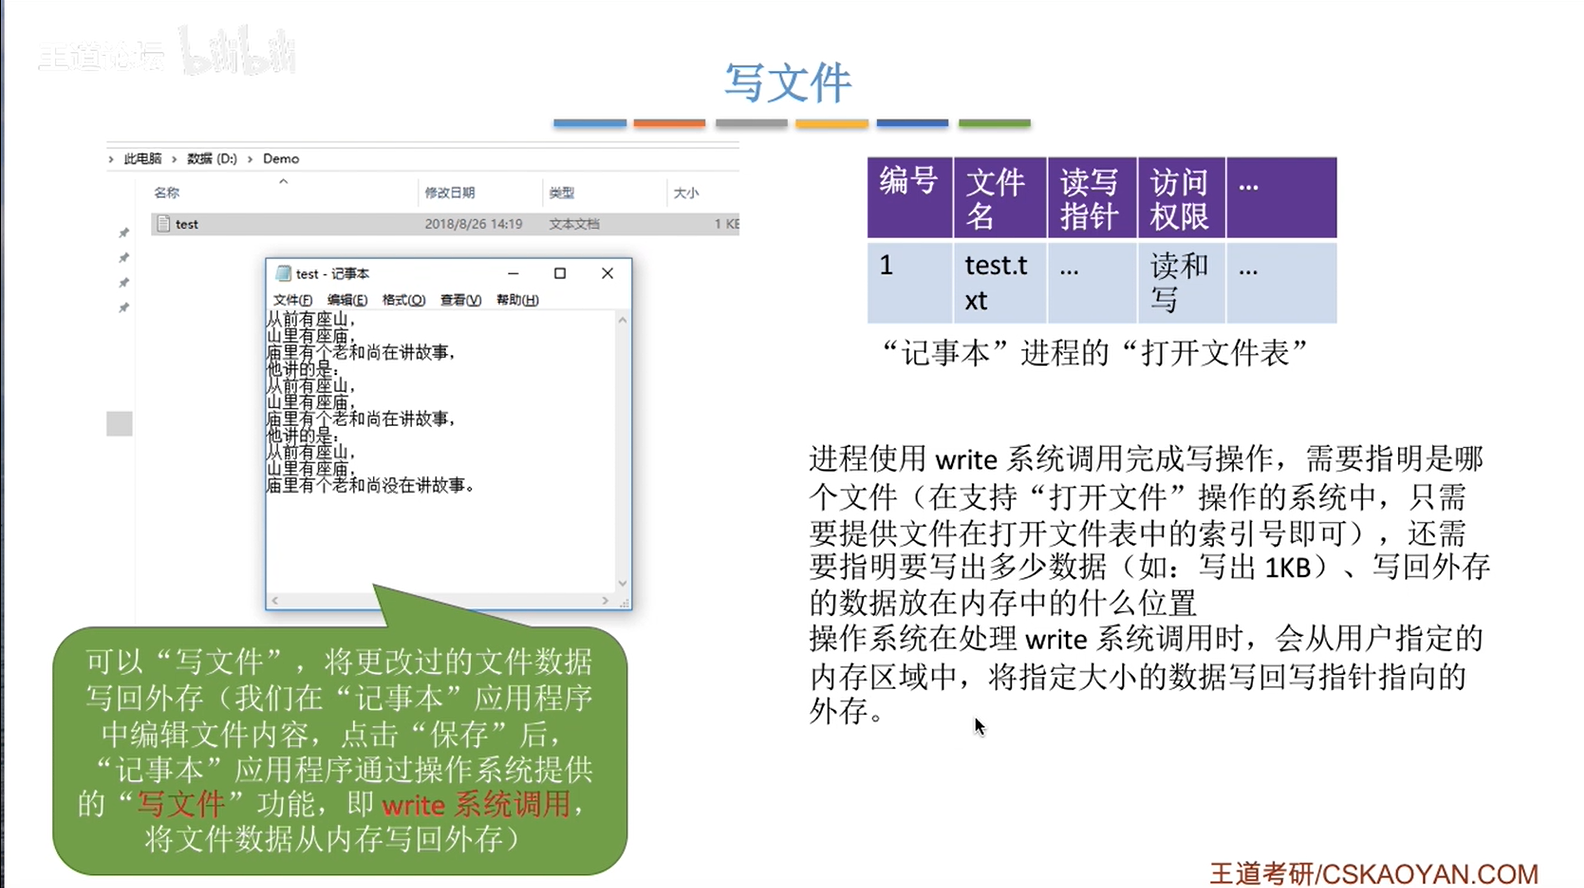 王道论坛 bilibili
写文件
此电脑 › 数据 (D:) › Demo
名称 修改日期 类型 大小
test 2018/8/26 14:19 文本文档 1 KB
test - 记事本
文件(F) 编辑(E) 格式(O) 查看(V) 帮助(H)
从前有座山，
山里有座庙，
庙里有个老和尚在讲故事，
他讲的是：
从前有座山，
山里有座庙，
庙里有个老和尚在讲故事，
他讲的是：
从前有座山，
山里有座庙，
庙里有个老和尚没在讲故事。
可以“写文件”，将更改过的文件数据
写回外存（我们在“记事本”应用程序
中编辑文件内容，点击“保存”后，
“记事本”应用程序通过操作系统提供
的“写文件”功能，即 write 系统调用，
将文件数据从内存写回外存）
编号 文件名 读写指针 访问权限 ...
1 test.txt ... 读和写 ...
“记事本”进程的“打开文件表”
进程使用 write 系统调用完成写操作，需要指明是哪
个文件（在支持“打开文件”操作的系统中，只需
要提供文件在打开文件表中的索引号即可），还需
要指明要写出多少数据（如：写出 1KB）、写回外存
的数据放在内存中的什么位置
操作系统在处理 write 系统调用时，会从用户指定的
内存区域中，将指定大小的数据写回写指针指向的
外存。
王道考研/CSKAOYAN.COM